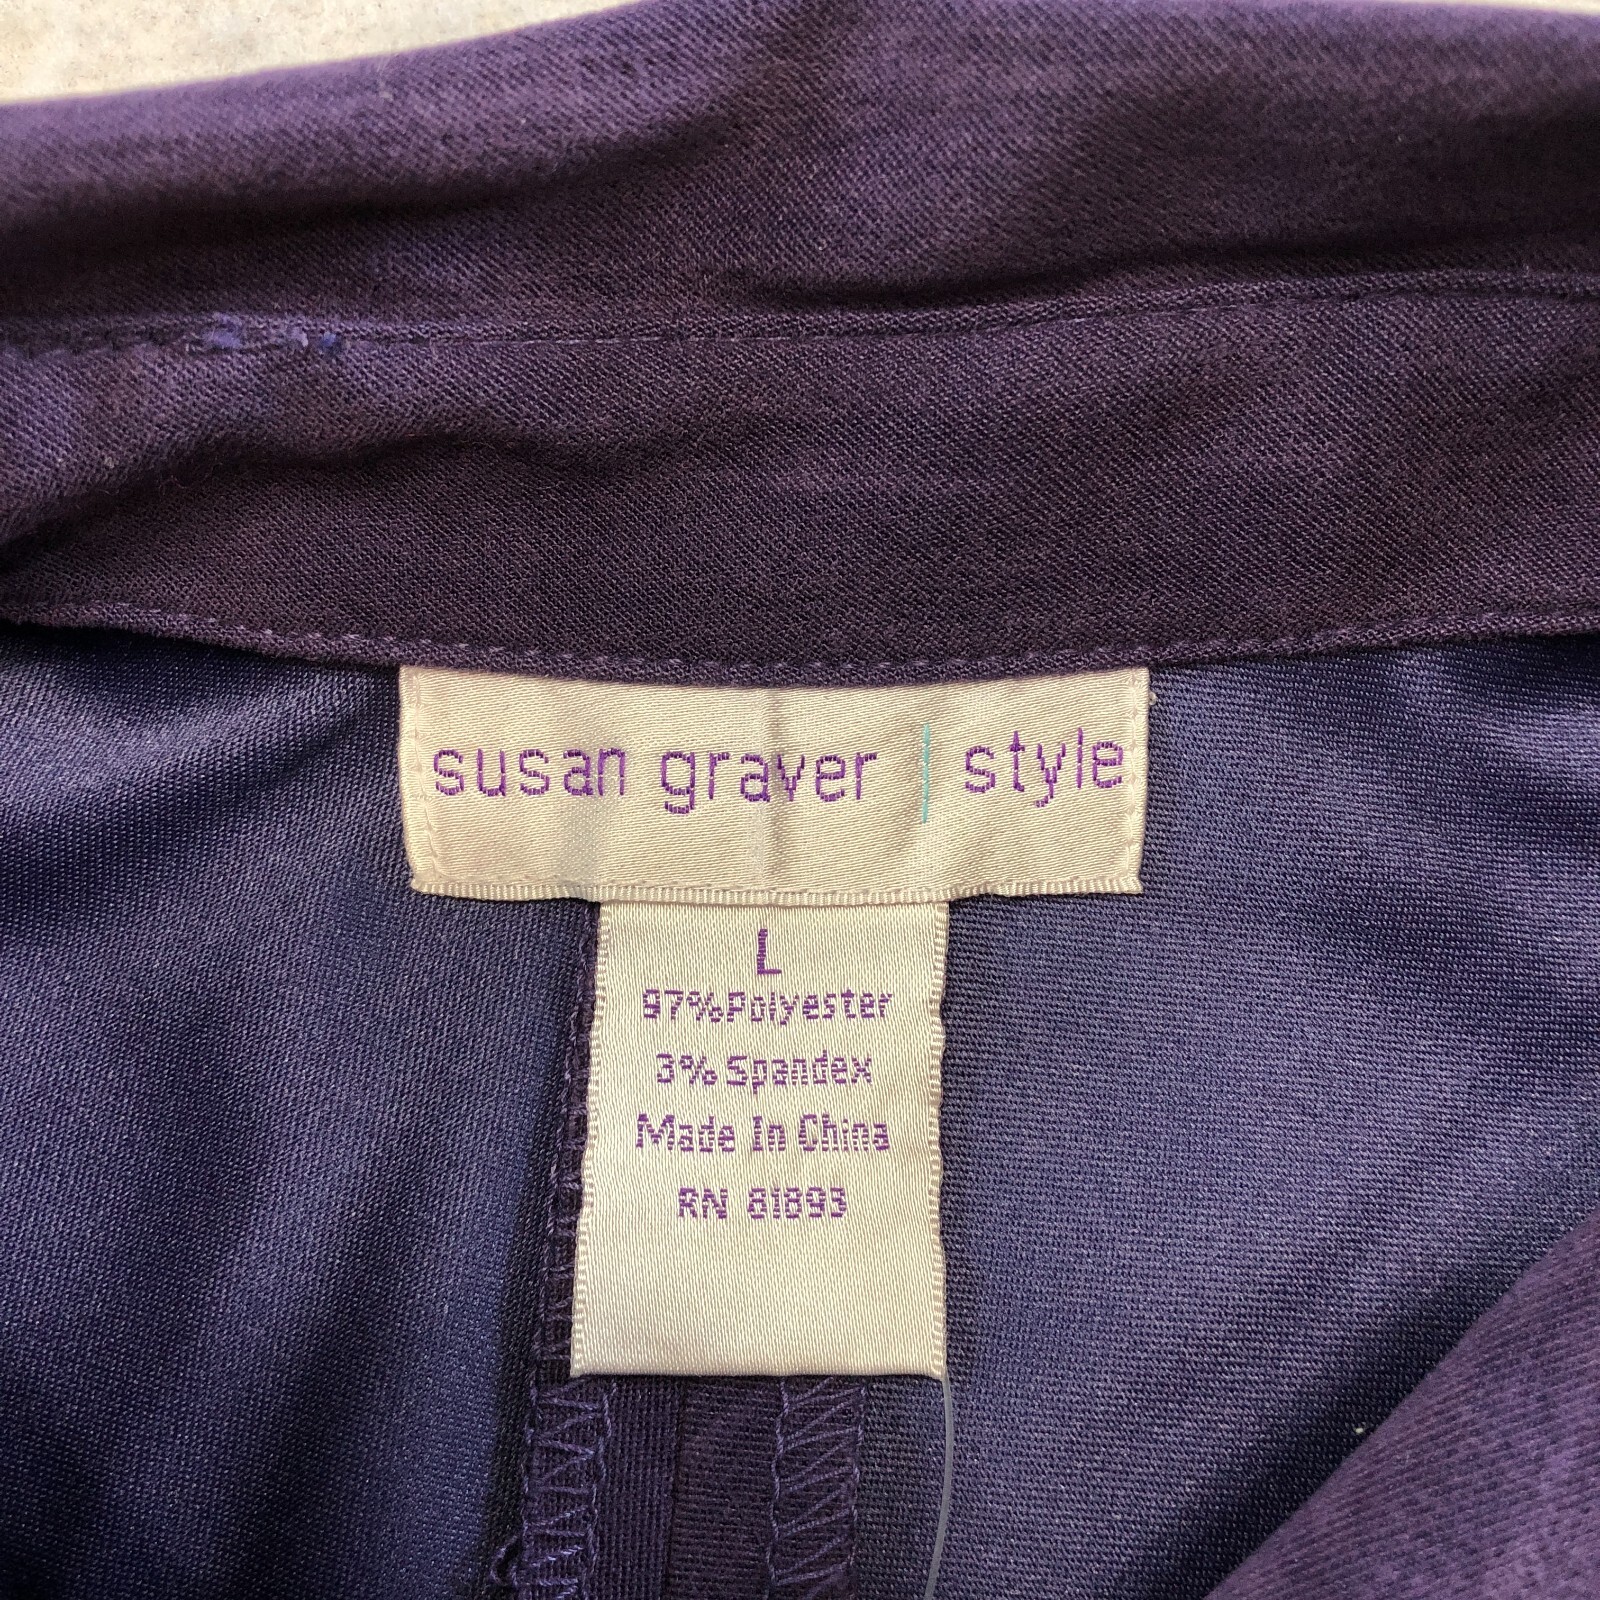 susan graver | style
L
97%Polyester
3% Spandex
Made In China
RN 81893